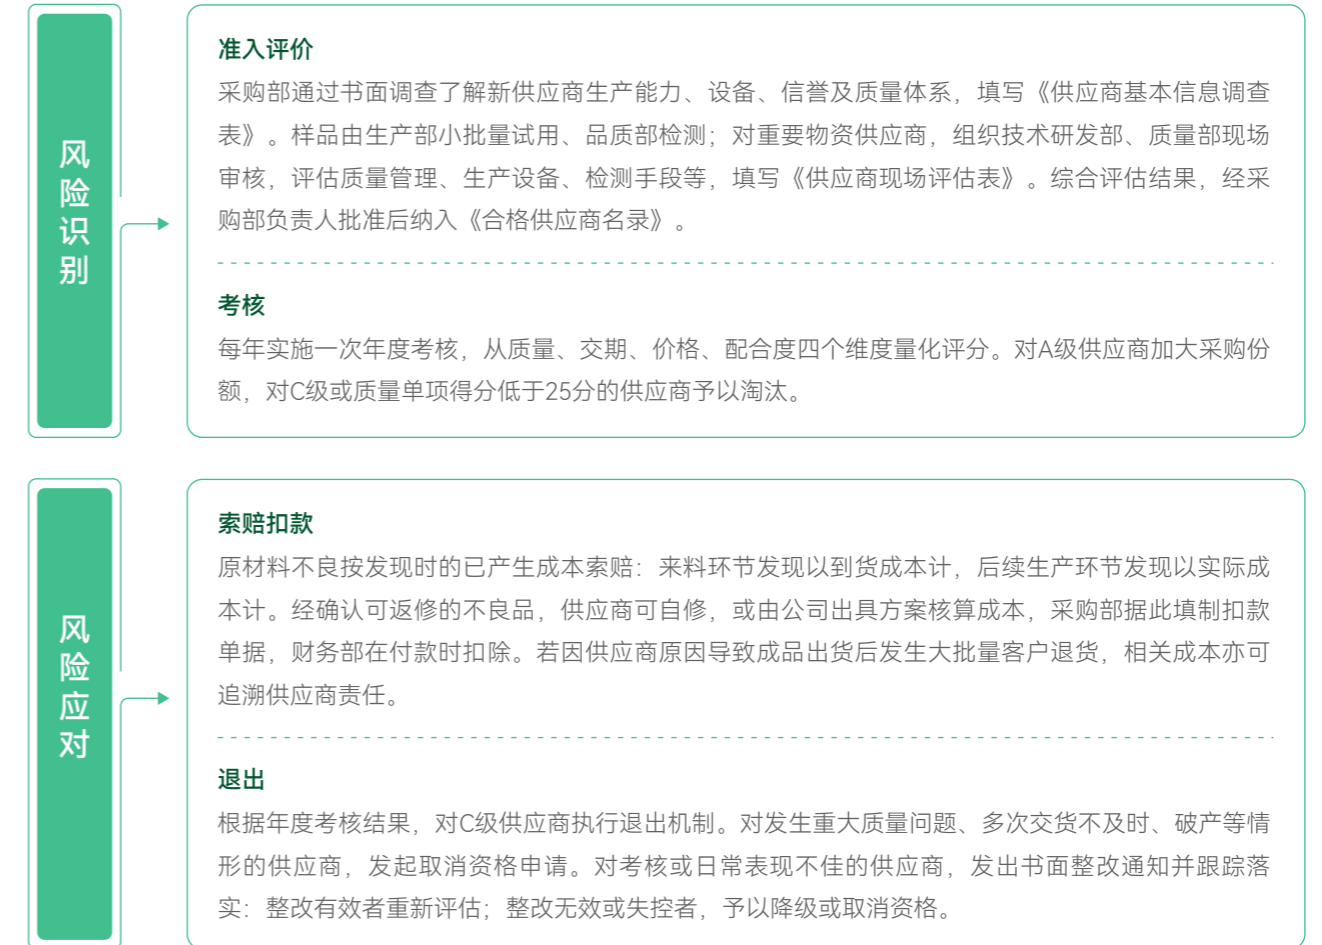 风险识别
准入评价
采购部通过书面调查了解新供应商生产能力、设备、信誉及质量体系，填写《供应商基本信息调查
表》。样品由生产部小批量试用、品质部检测；对重要物资供应商，组织技术研发部、质量部现场
审核，评估质量管理、生产设备、检测手段等，填写《供应商现场评估表》。综合评估结果，经采
购部负责人批准后纳入《合格供应商名录》。
考核
每年实施一次年度考核，从质量、交期、价格、配合度四个维度量化评分。对A级供应商加大采购份
额，对C级或质量单项得分低于25分的供应商予以淘汰。
风险应对
索赔扣款
原材料不良按发现时的已产生成本索赔：来料环节发现以到货成本计，后续生产环节发现以实际成
本计。经确认可返修的不良品，供应商可自修，或由公司出具方案核算成本，采购部据此填制扣款
单据，财务部在付款时扣除。若因供应商原因导致成品出货后发生大批量客户退货，相关成本亦可
追溯供应商责任。
退出
根据年度考核结果，对C级供应商执行退出机制。对发生重大质量问题、多次交货不及时、破产等情
形的供应商，发起取消资格申请。对考核或日常表现不佳的供应商，发出书面整改通知并跟踪落
实：整改有效者重新评估；整改无效或失控者，予以降级或取消资格。